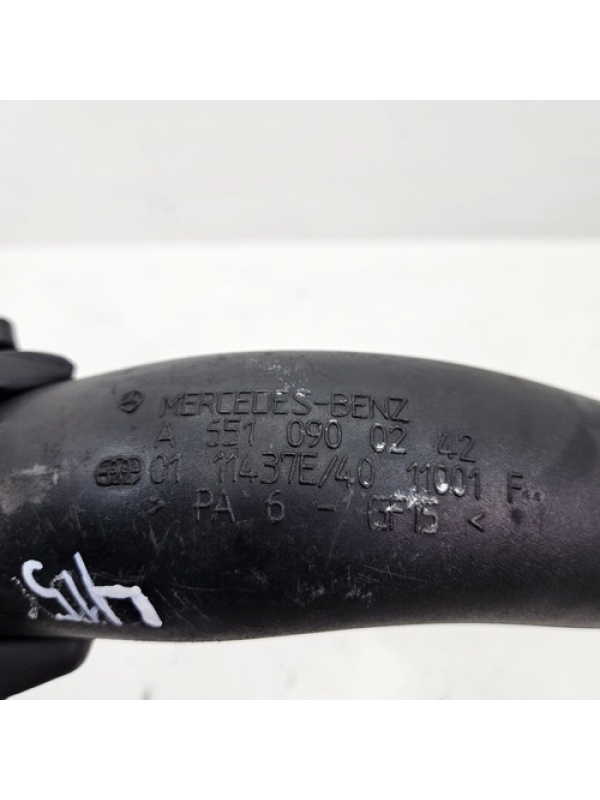 MERCEDES-BENZ
A 651 090 02 42
01 11437E/40 11001 F..
> PA 6 - GF15 <